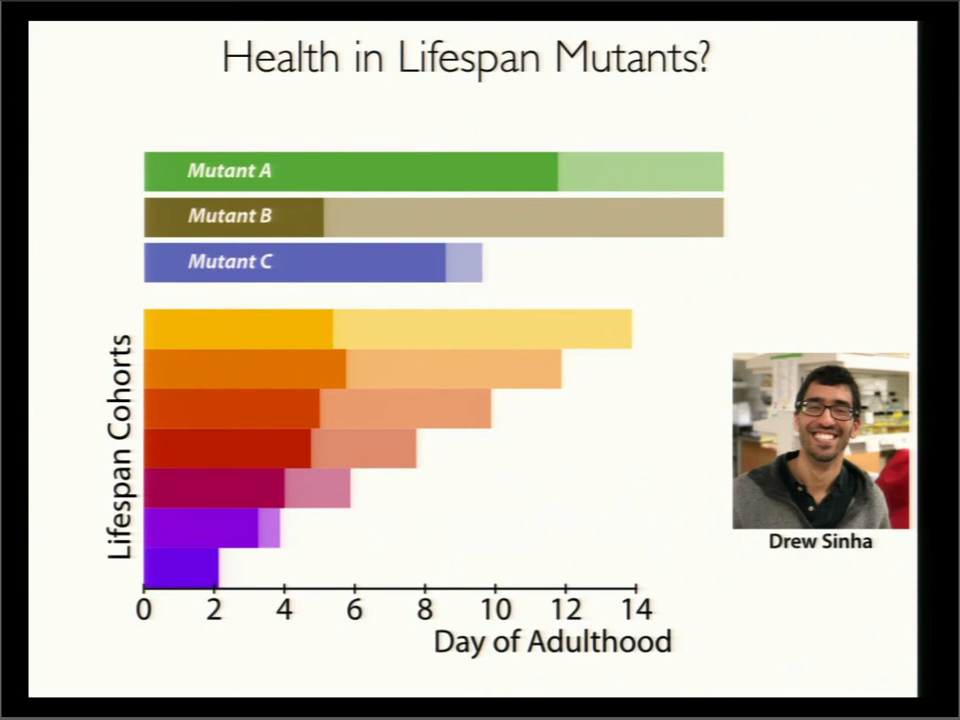 Health in Lifespan Mutants?
Mutant A
Mutant B
Mutant C
Lifespan Cohorts
0 2 4 6 8 10 12 14
Day of Adulthood
Drew Sinha